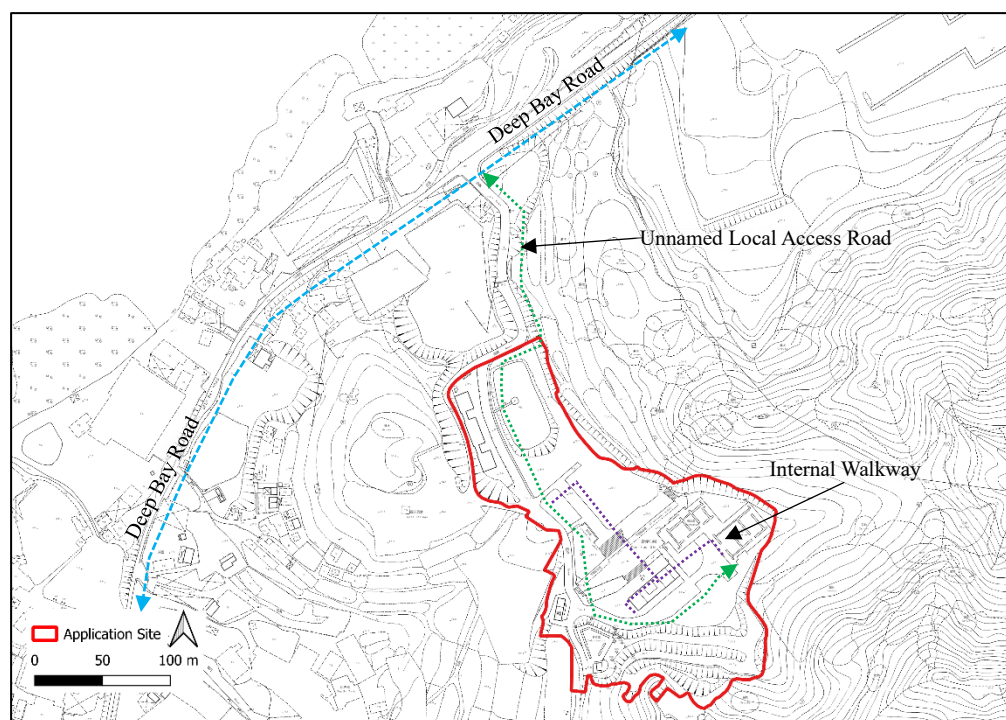 Deep Bay Road
Unnamed Local Access Road
Internal Walkway
Deep Bay Road
Application Site
0 50 100 m